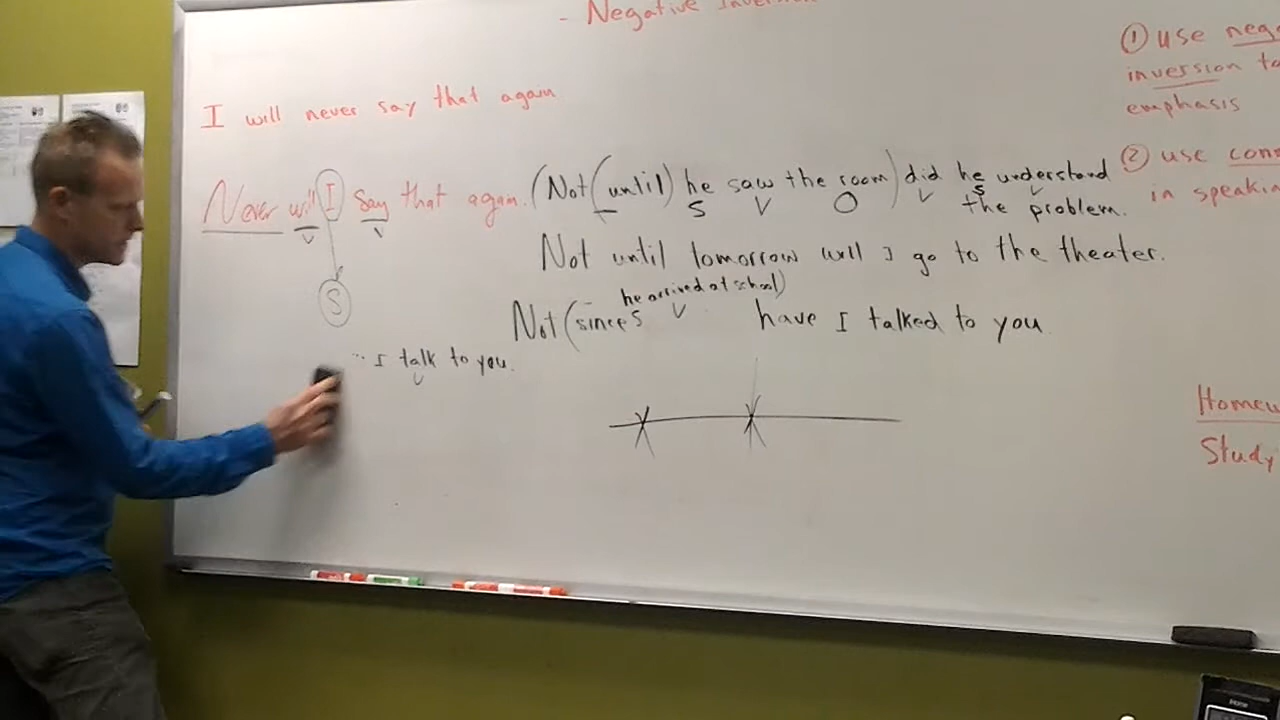 - Negative
I will never say that again
Never will I say that again.
S
... I talk to you.
V
(Not (until) he saw the room) did he understand
S V O V S V
the problem.
Not until tomorrow will I go to the theater.
he arrived at school)
Not (since S V have I talked to you.
① use
inversion
emphasis
② use
in
Study